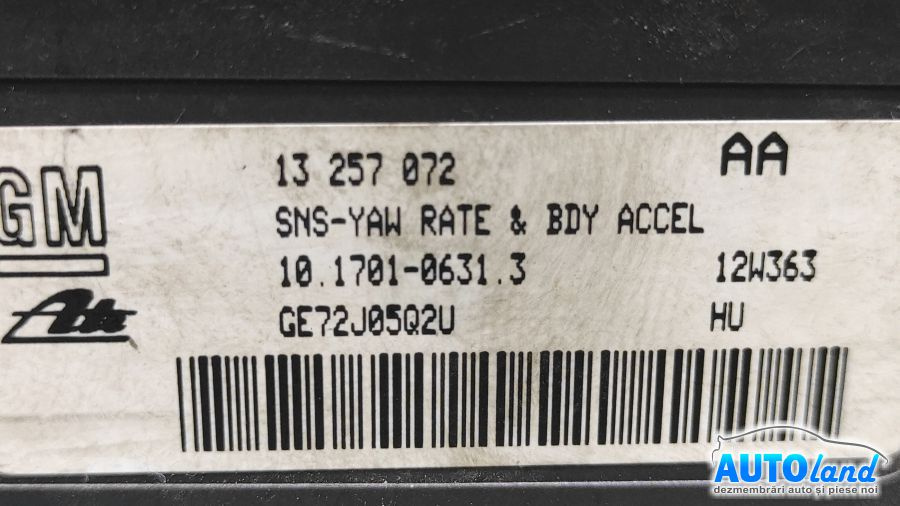 GM
13 257 072
AA
SNS-YAW RATE & BDY ACCEL
10.1701-0631.3
12W363
Ate
GE72J05Q2U
HU
AUTOland
dezmembrări auto și piese noi